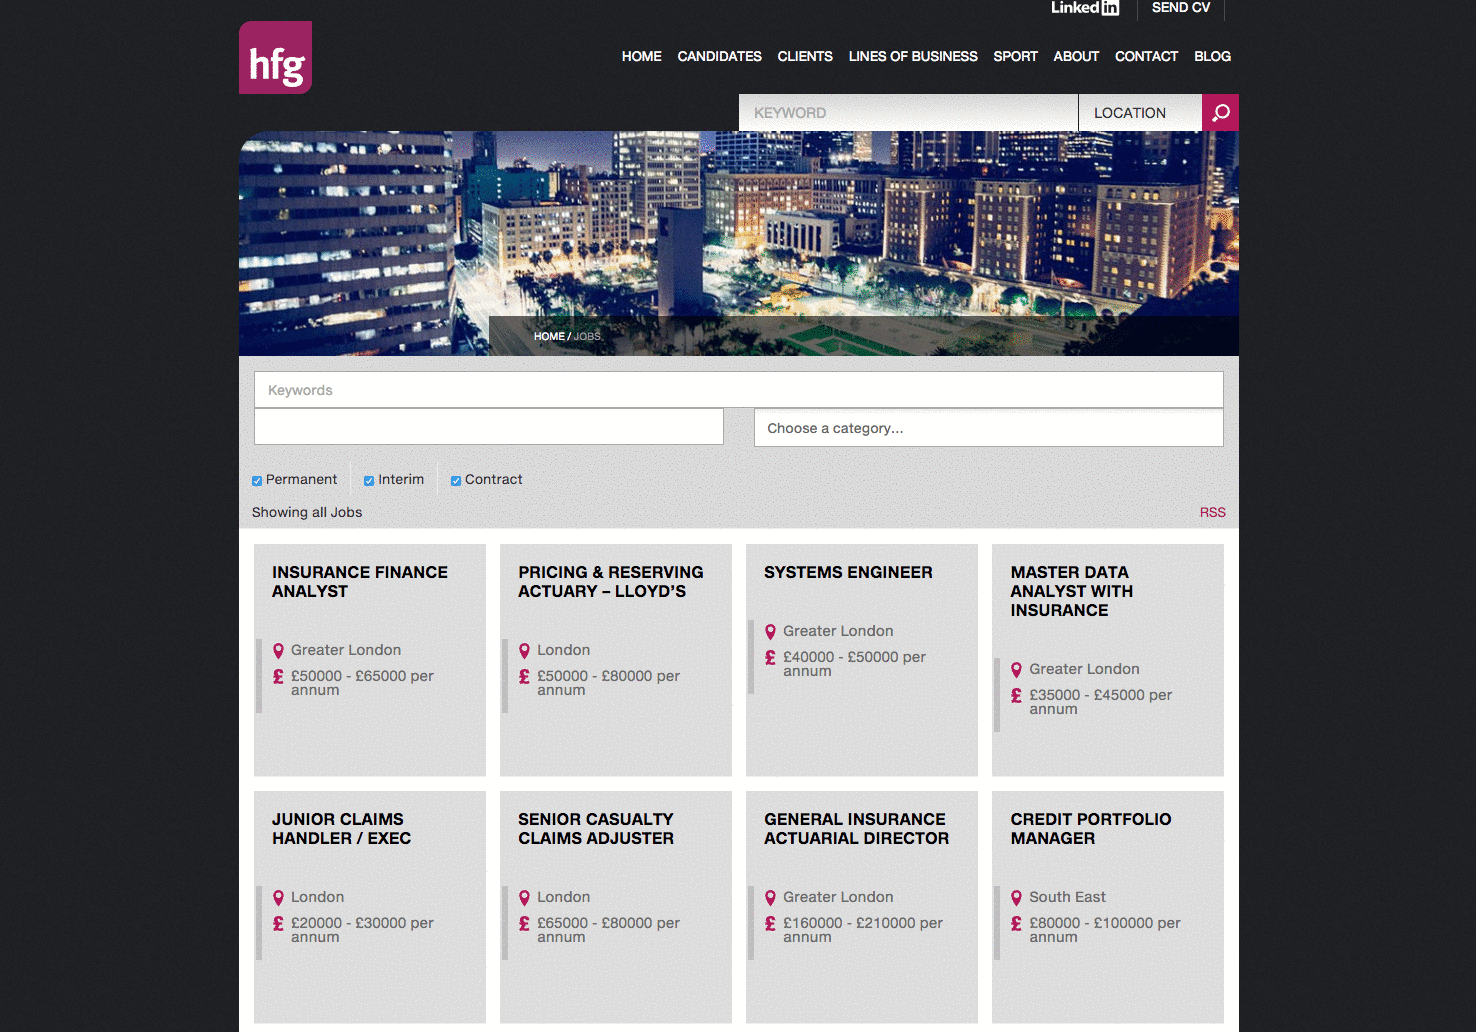 Linked in
SEND CV
hfg
HOME CANDIDATES CLIENTS LINES OF BUSINESS SPORT ABOUT CONTACT BLOG
KEYWORD
LOCATION
HOME / JOBS
Keywords
Choose a category...
Permanent
Interim
Contract
Showing all Jobs
RSS
INSURANCE FINANCE
ANALYST
Greater London
£50000 - £65000 per
annum
PRICING & RESERVING
ACTUARY – LLOYD’S
London
£50000 - £80000 per
annum
SYSTEMS ENGINEER
Greater London
£40000 - £50000 per
annum
MASTER DATA
ANALYST WITH
INSURANCE
Greater London
£35000 - £45000 per
annum
JUNIOR CLAIMS
HANDLER / EXEC
London
£20000 - £30000 per
annum
SENIOR CASUALTY
CLAIMS ADJUSTER
London
£65000 - £80000 per
annum
GENERAL INSURANCE
ACTUARIAL DIRECTOR
Greater London
£160000 - £210000 per
annum
CREDIT PORTFOLIO
MANAGER
South East
£80000 - £100000 per
annum